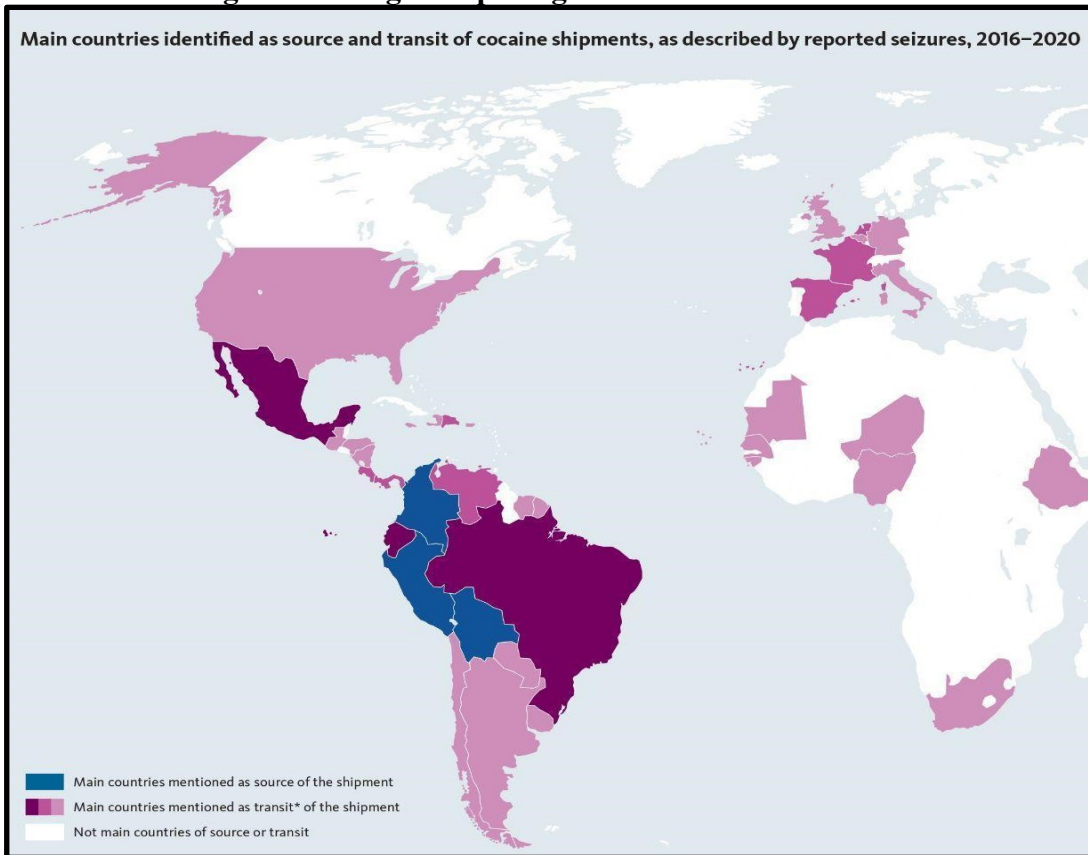 Main countries identified as source and transit of cocaine shipments, as described by reported seizures, 2016–2020
Main countries mentioned as source of the shipment
Main countries mentioned as transit* of the shipment
Not main countries of source or transit